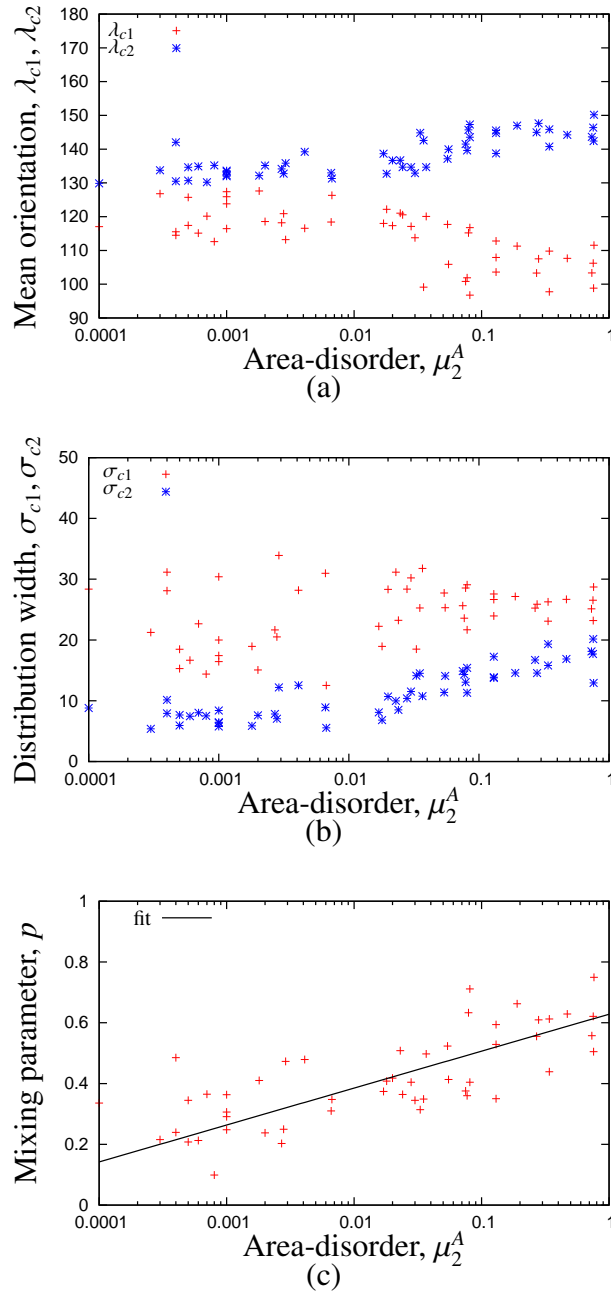 180
170
160
150
140
130
120
110
100
90
Mean orientation, λc1, λc2
λc1
λc2
0.0001 0.001 0.01 0.1 1
Area-disorder, μ₂ᴬ
(a)
50
40
30
20
10
0
Distribution width, σc1, σc2
σc1
σc2
0.0001 0.001 0.01 0.1 1
Area-disorder, μ₂ᴬ
(b)
1
0.8
0.6
0.4
0.2
0
Mixing parameter, p
fit
0.0001 0.001 0.01 0.1 1
Area-disorder, μ₂ᴬ
(c)